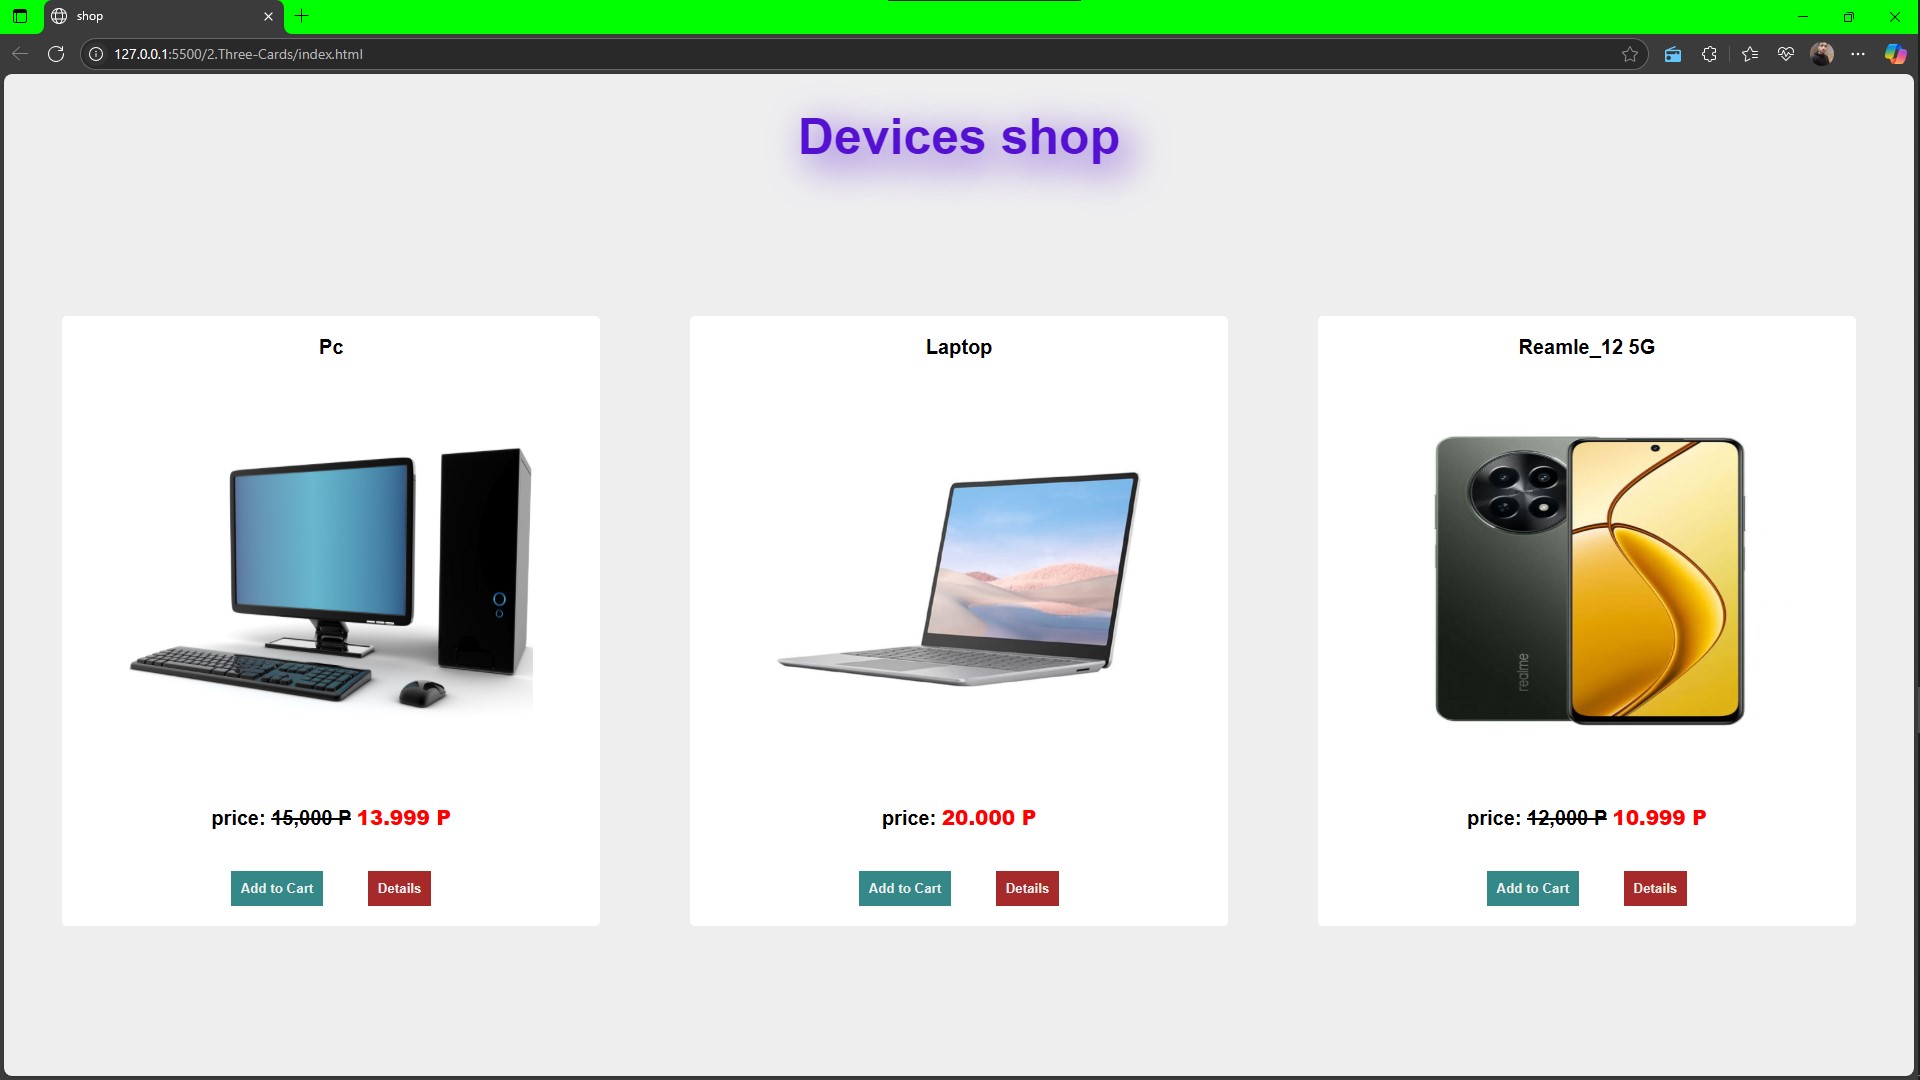 shop
127.0.0.1:5500/2.Three-Cards/index.html
Devices shop
Pc
Laptop
Reamle_12 5G
realme
price: 15,000 P 13.999 P
price: 20.000 P
price: 12,000 P 10.999 P
Add to Cart Details
Add to Cart Details
Add to Cart Details